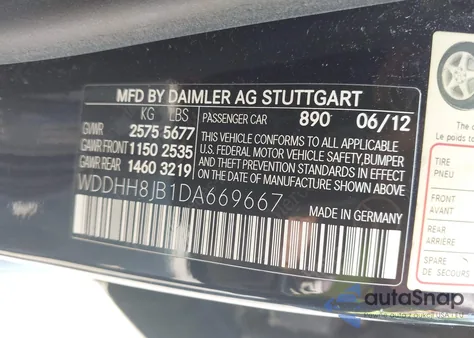 MFD BY DAIMLER AG STUTTGART
KG LBS
GVWR 2575 5677
GAWR FRONT 1150 2535
GAWR REAR 1460 3219
PASSENGER CAR 890 06/12
THIS VEHICLE CONFORMS TO ALL APPLICABLE
U.S. FEDERAL MOTOR VEHICLE SAFETY, BUMPER
AND THEFT PREVENTION STANDARDS IN EFFECT
ON THE DATE OF MANUFACTURE SHOWN ABOVE.
WDDHH8JB1DA669667
MADE IN GERMANY
Le poids
TIRE
PNEU
FRONT
AVANT
REAR
ARRIÈRE
SPARE
DE SECOURS
autoSnap